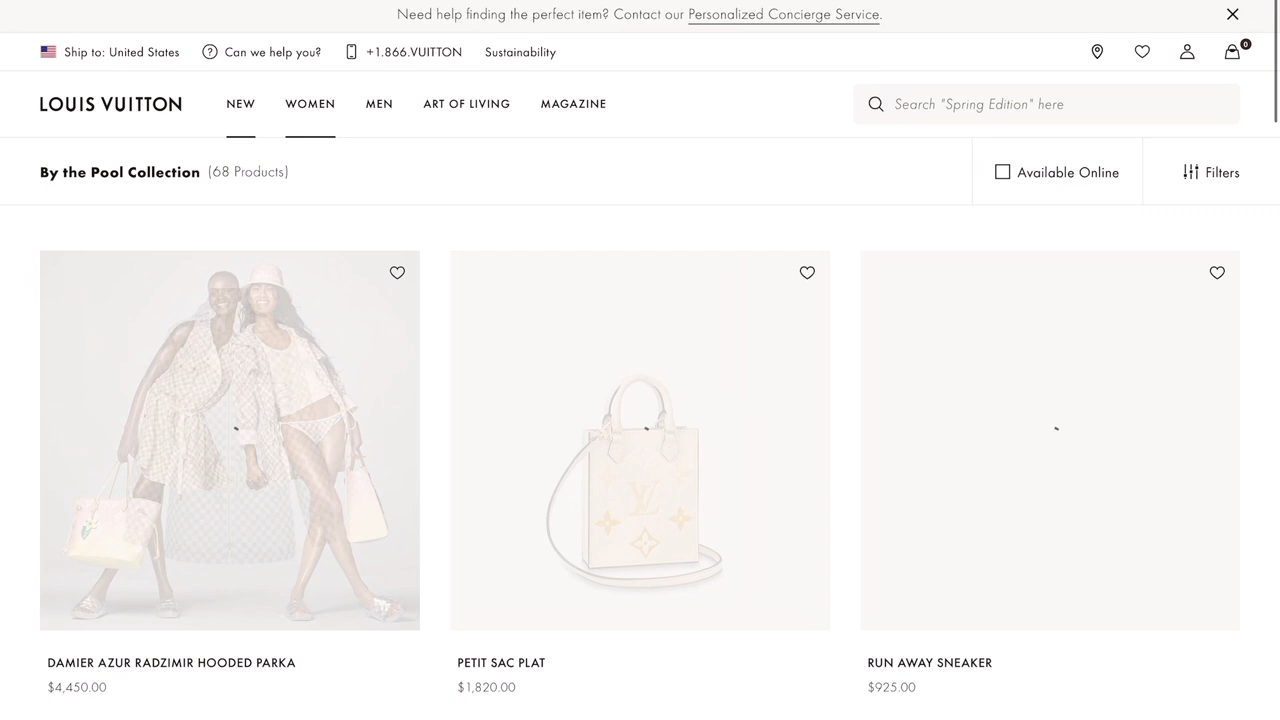 Need help finding the perfect item? Contact our Personalized Concierge Service.
Ship to: United States Can we help you? +1.866.VUITTON Sustainability 0
LOUIS VUITTON NEW WOMEN MEN ART OF LIVING MAGAZINE Search "Spring Edition" here
By the Pool Collection (68 Products) Available Online Filters
LV
DAMIER AZUR RADZIMIR HOODED PARKA
$4,450.00
PETIT SAC PLAT
$1,820.00
RUN AWAY SNEAKER
$925.00